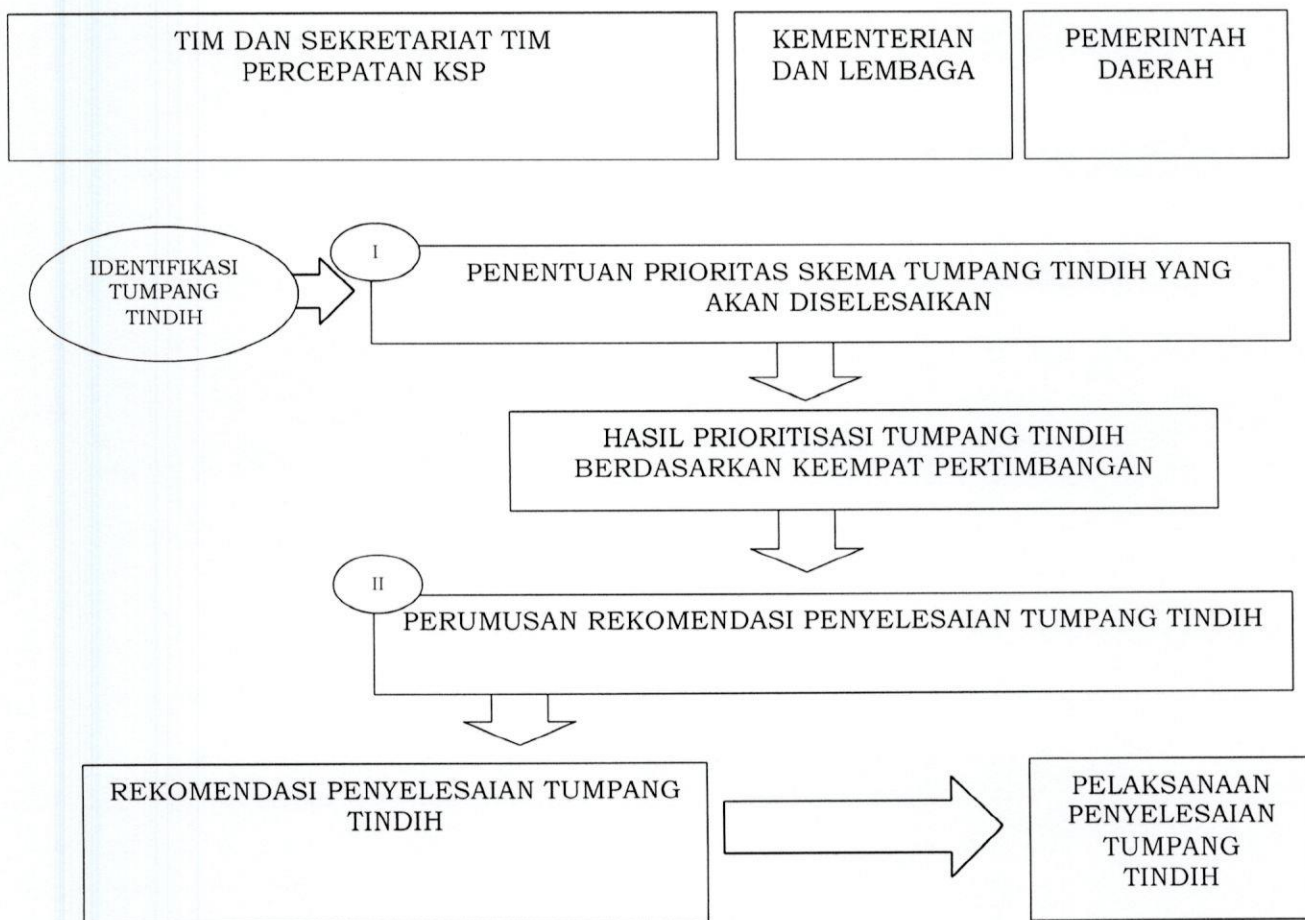 TIM DAN SEKRETARIAT TIM
PERCEPATAN KSP
KEMENTERIAN
DAN LEMBAGA
PEMERINTAH
DAERAH
IDENTIFIKASI
TUMPANG
TINDIH
I
PENENTUAN PRIORITAS SKEMA TUMPANG TINDIH YANG
AKAN DISELESAIKAN
HASIL PRIORITISASI TUMPANG TINDIH
BERDASARKAN KEEMPAT PERTIMBANGAN
II
PERUMUSAN REKOMENDASI PENYELESAIAN TUMPANG TINDIH
REKOMENDASI PENYELESAIAN TUMPANG
TINDIH
PELAKSANAAN
PENYELESAIAN
TUMPANG
TINDIH